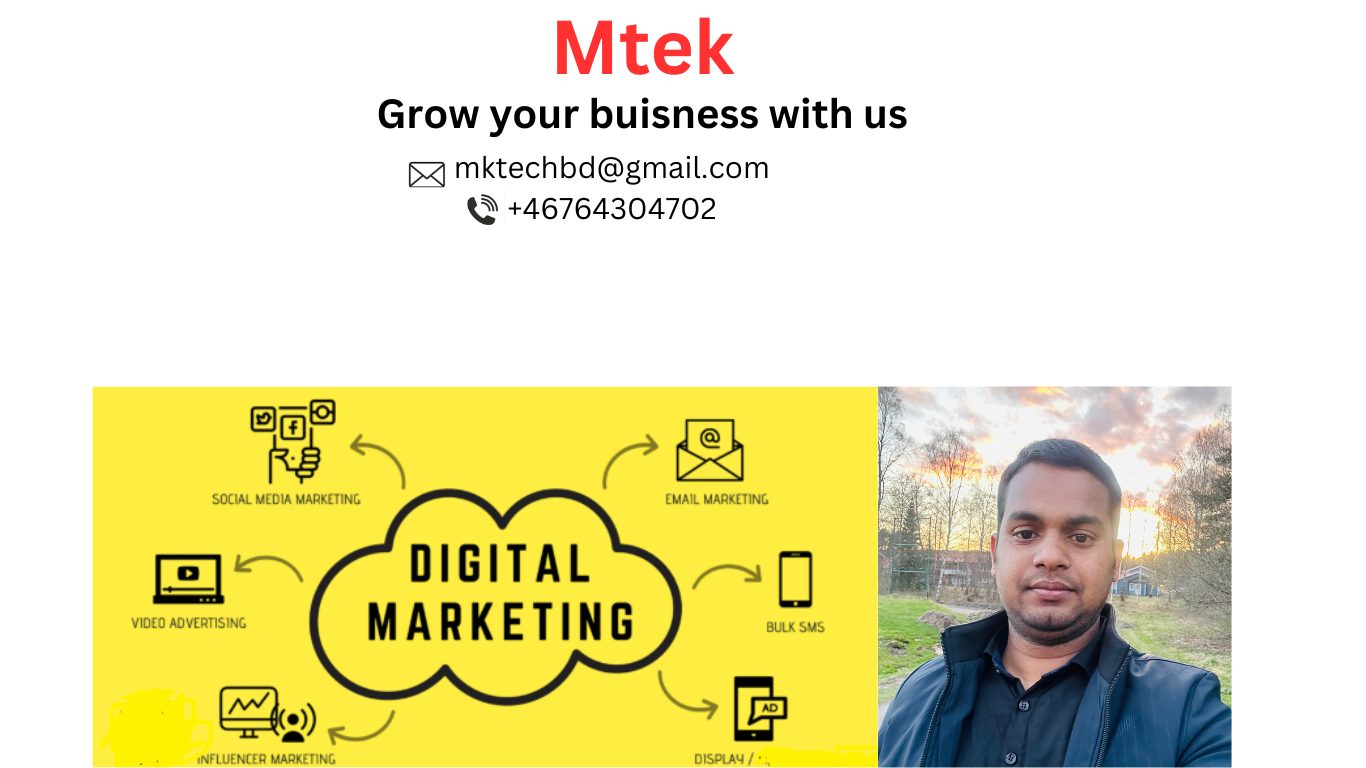 Mtek
Grow your buisness with us
mktechbd@gmail.com
+46764304702
SOCIAL MEDIA MARKETING
@
EMAIL MARKETING
DIGITAL
MARKETING
VIDEO ADVERTISING
BULK SMS
AD
INFLUENCER MARKETING
DISPLAY /